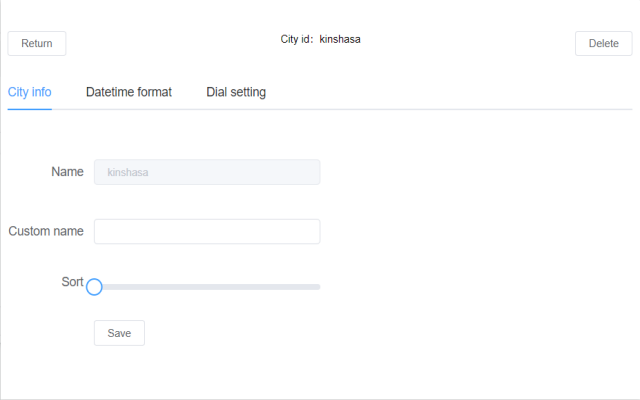 Return
City id: kinshasa
Delete
City info
Datetime format
Dial setting
Name
kinshasa
Custom name
Sort
Save